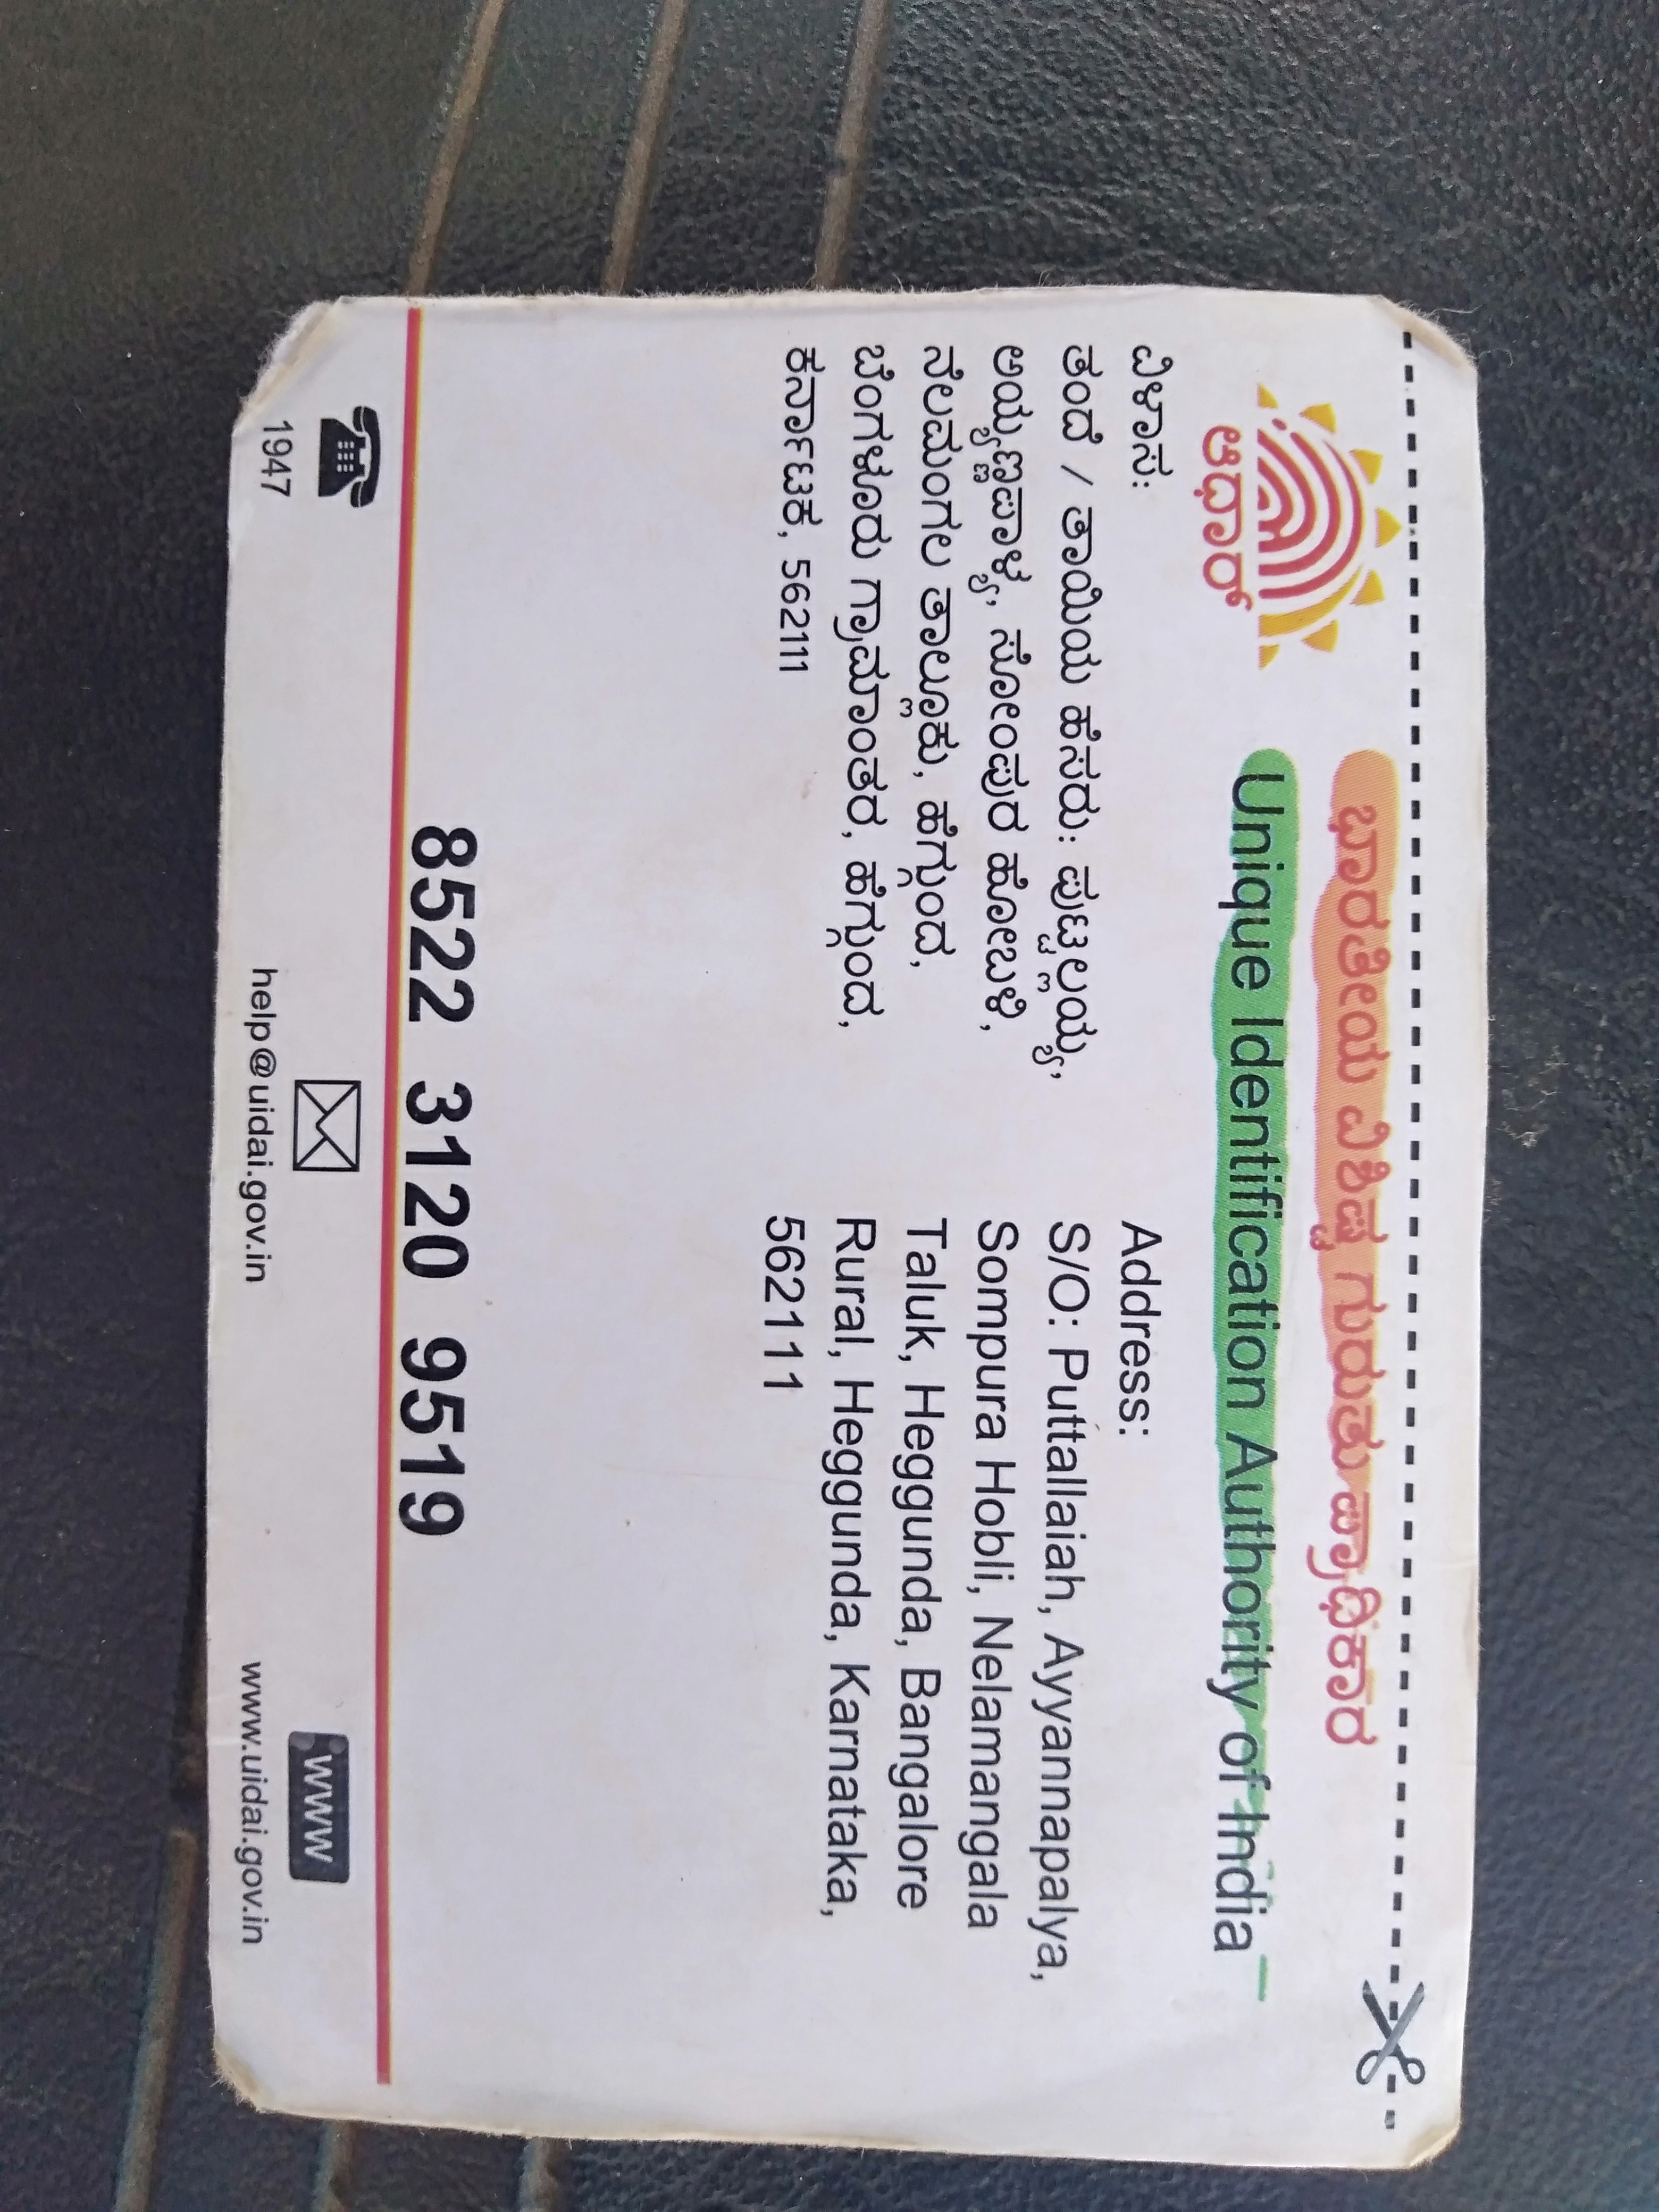 ಭಾರತೀಯ ವಿಶಿಷ್ಟ ಗುರುತು ಪ್ರಾಧಿಕಾರ
Unique Identification Authority of India
ಆಧಾರ್
ವಿಳಾಸ:
ತಂದೆ / ತಾಯಿಯ ಹೆಸರು: ಪುಟ್ಟಲ್ಲಯ್ಯ,
ಅಯ್ಯಣ್ಣಪಾಳ್ಯ, ಸೋಂಪುರ ಹೋಬಳಿ,
ನೆಲಮಂಗಲ ತಾಲ್ಲೂಕು, ಹೆಗ್ಗುಂದ,
ಬೆಂಗಳೂರು ಗ್ರಾಮಾಂತರ, ಹೆಗ್ಗುಂದ,
ಕರ್ನಾಟಕ, 562111
Address:
S/O: Puttallaiah, Ayyannapalya,
Sompura Hobli, Nelamangala
Taluk, Heggunda, Bangalore
Rural, Heggunda, Karnataka,
562111
8522 3120 9519
1947
help@uidai.gov.in
www
www.uidai.gov.in